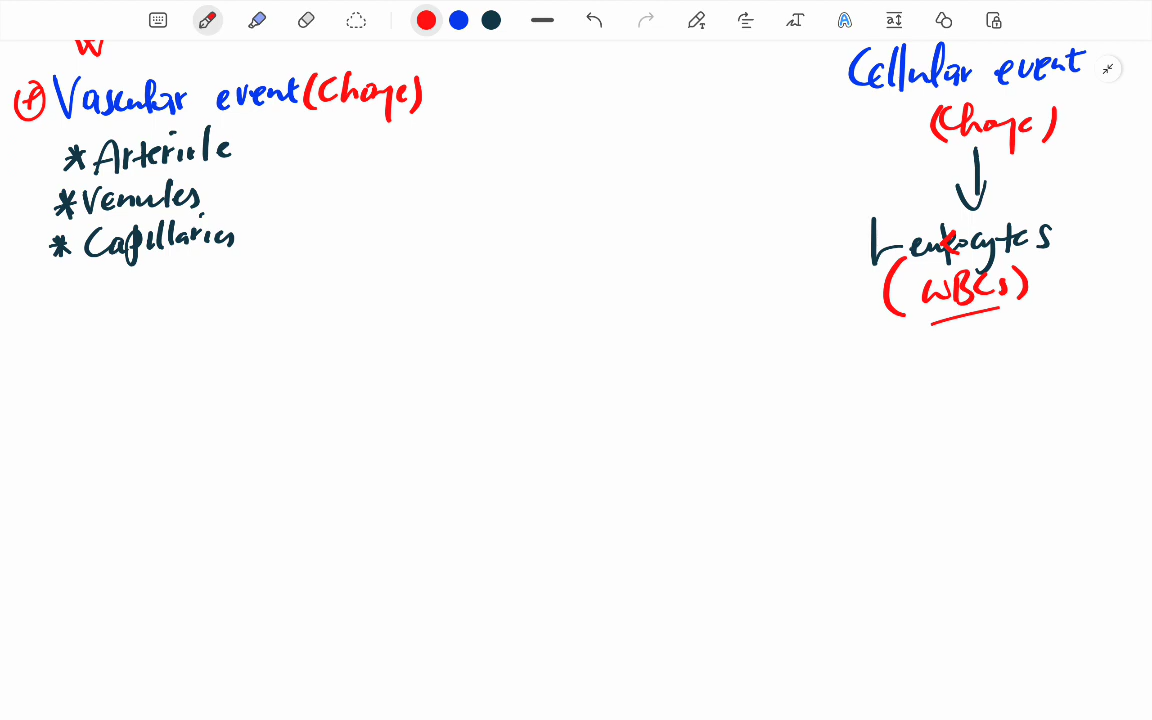 Vascular event (Change)
* Arteriole
* Venules
* Capillaries
Cellular event
(Change)
↓
Leukocytes
(WBCs)